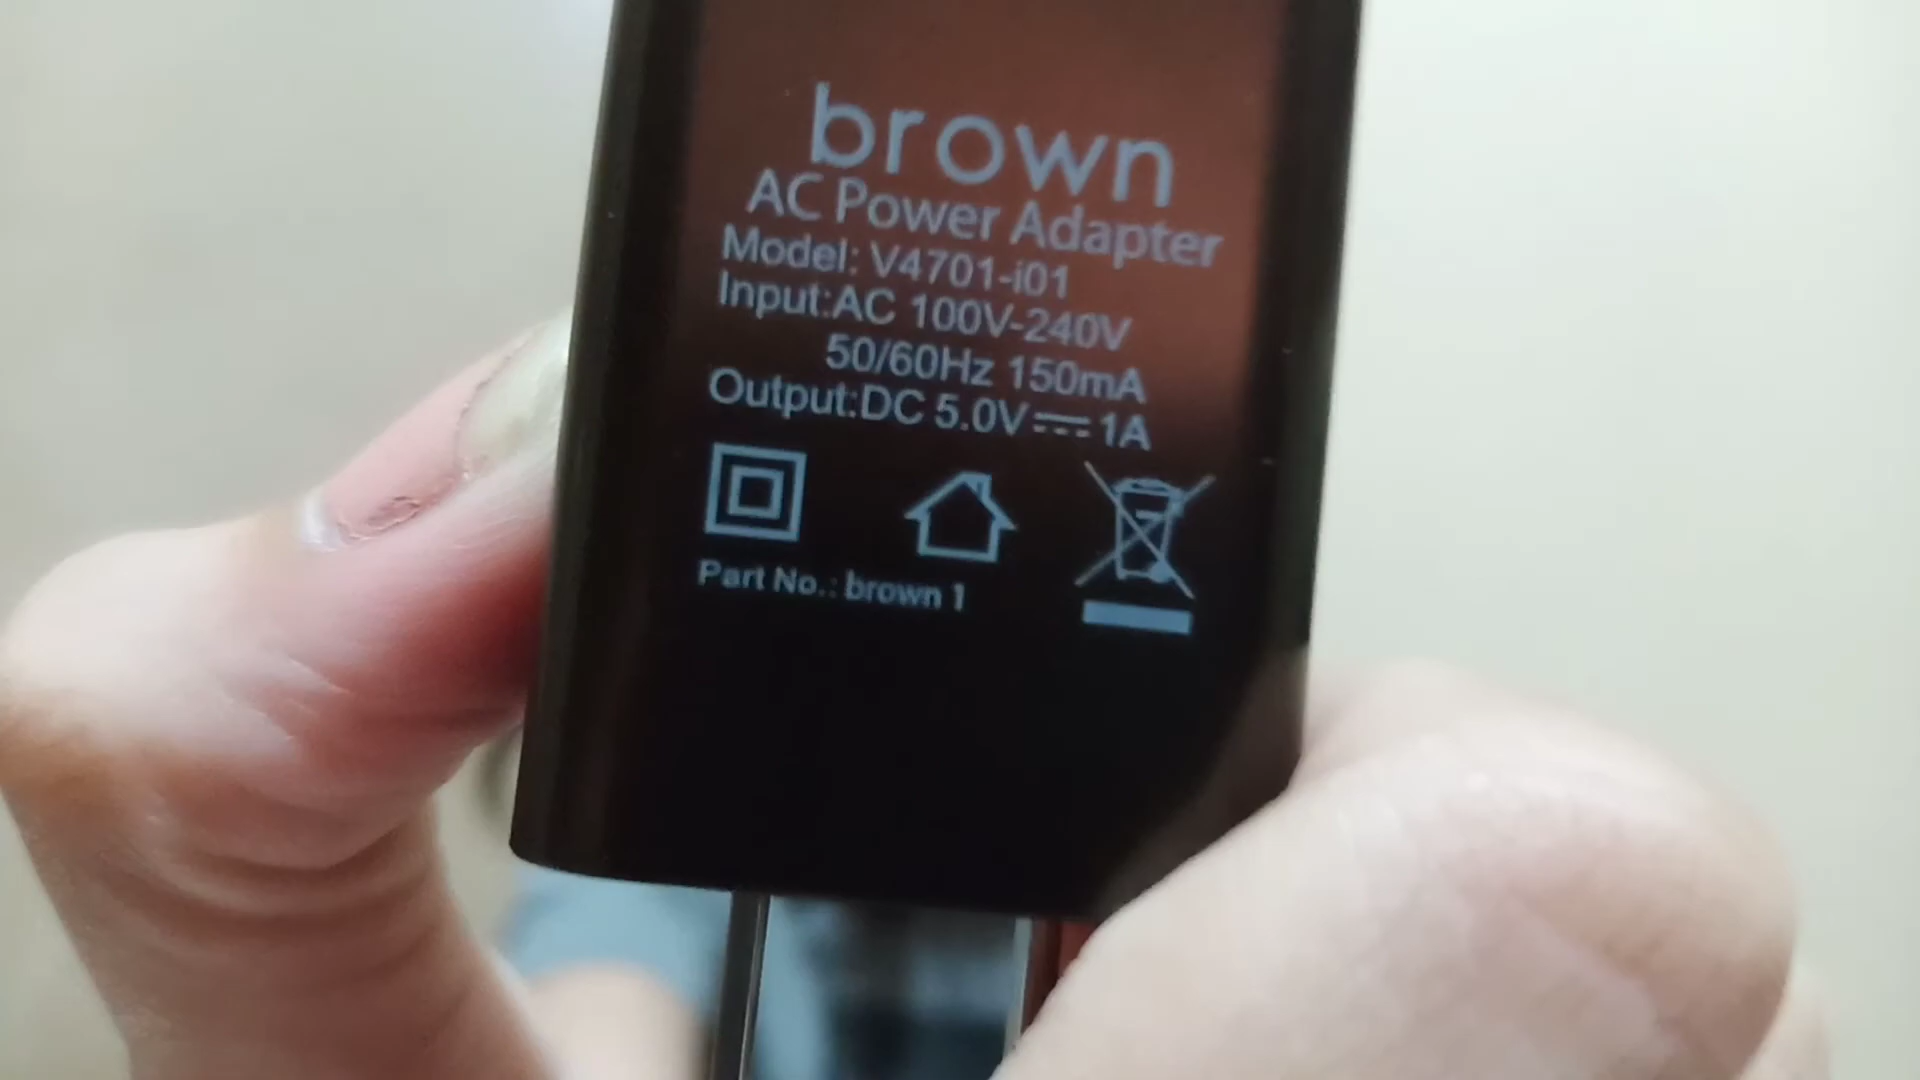 brown
AC Power Adapter
Model: V4701-i01
Input:AC 100V-240V
50/60Hz 150mA
Output:DC 5.0V⎓1A
Part No.: brown 1